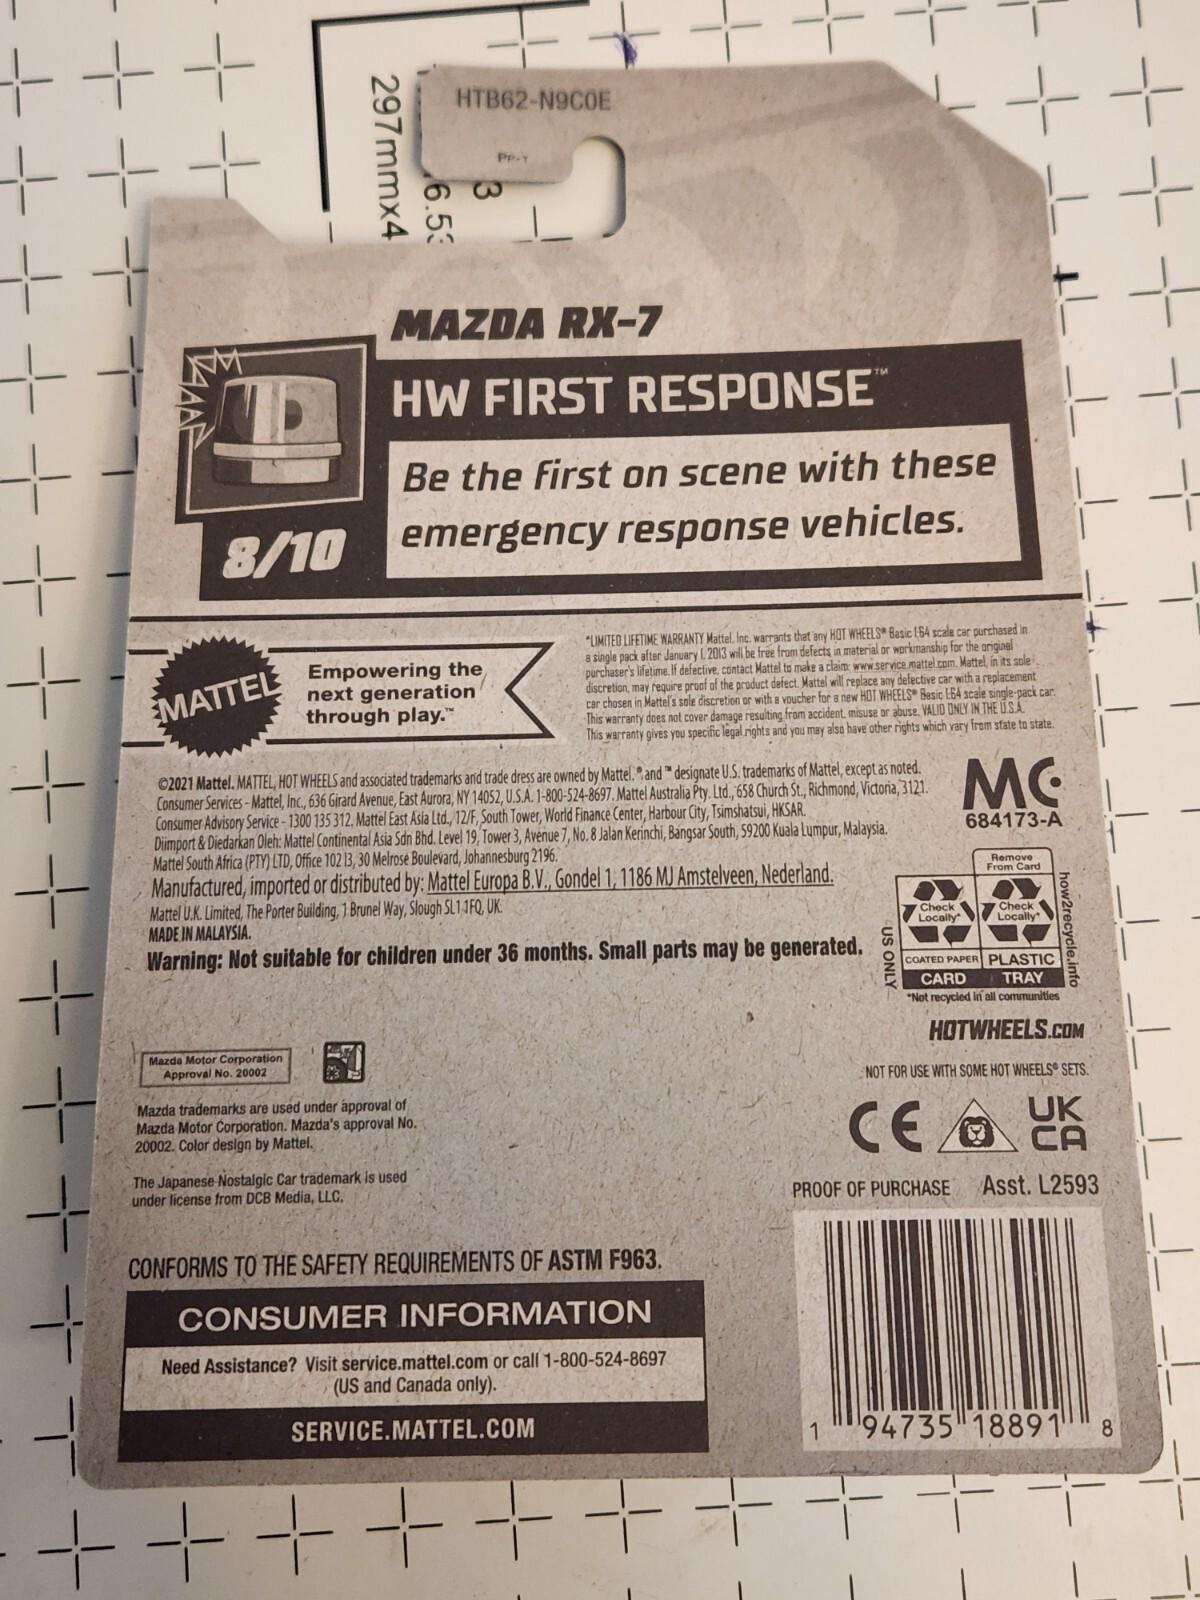 297mmx4
3
6.5
HTB62-N9C0E
PP-Y
MAZDA RX-7
HW FIRST RESPONSE™
Be the first on scene with these
emergency response vehicles.
8/10
MATTEL
Empowering the
next generation
through play.™
*LIMITED LIFETIME WARRANTY Mattel, Inc. warrants that any HOT WHEELS® Basic 1:64 scale car purchased in
a single pack after January 1, 2013 will be free from defects in material or workmanship for the original
purchaser's lifetime. If defective, contact Mattel to make a claim: www.service.mattel.com. Mattel, in its sole
discretion, may require proof of the product defect. Mattel will replace any defective car with a replacement
car chosen in Mattel's sole discretion or with a voucher for a new HOT WHEELS® Basic 1:64 scale single-pack car.
This warranty does not cover damage resulting from accident, misuse or abuse. VALID ONLY IN THE U.S.A.
This warranty gives you specific legal rights and you may also have other rights which vary from state to state.
©2021 Mattel. MATTEL, HOT WHEELS and associated trademarks and trade dress are owned by Mattel. ® and ™ designate U.S. trademarks of Mattel, except as noted.
Consumer Services - Mattel, Inc., 636 Girard Avenue, East Aurora, NY 14052, U.S.A. 1-800-524-8697. Mattel Australia Pty. Ltd., 658 Church St., Richmond, Victoria, 3121.
Consumer Advisory Service - 1300 135 312. Mattel East Asia Ltd., 12/F, South Tower, World Finance Center, Harbour City, Tsimshatsui, HKSAR.
Diimport & Diedarkan Oleh: Mattel Continental Asia Sdn Bhd. Level 19, Tower 3, Avenue 7, No. 8 Jalan Kerinchi, Bangsar South, 59200 Kuala Lumpur, Malaysia.
Mattel South Africa (PTY) LTD, Office 102 I3, 30 Melrose Boulevard, Johannesburg 2196.
Manufactured, imported or distributed by: Mattel Europa B.V., Gondel 1, 1186 MJ Amstelveen, Nederland.
Mattel U.K. Limited, The Porter Building, 1 Brunel Way, Slough SL1 1FQ, UK.
MADE IN MALAYSIA.
Warning: Not suitable for children under 36 months. Small parts may be generated.
MC
684173-A
Remove
From Card
Check
Locally*
Check
Locally*
COATED PAPER
PLASTIC
CARD
TRAY
US ONLY
how2recycle.info
*Not recycled in all communities
HOTWHEELS.COM
NOT FOR USE WITH SOME HOT WHEELS® SETS.
Mazda Motor Corporation
Approval No. 20002
Mazda trademarks are used under approval of
Mazda Motor Corporation. Mazda's approval No.
20002. Color design by Mattel.
The Japanese Nostalgic Car trademark is used
under license from DCB Media, LLC.
CE
UK
CA
PROOF OF PURCHASE
Asst. L2593
CONFORMS TO THE SAFETY REQUIREMENTS OF ASTM F963.
CONSUMER INFORMATION
Need Assistance? Visit service.mattel.com or call 1-800-524-8697
(US and Canada only).
SERVICE.MATTEL.COM
1 94735 18891 8